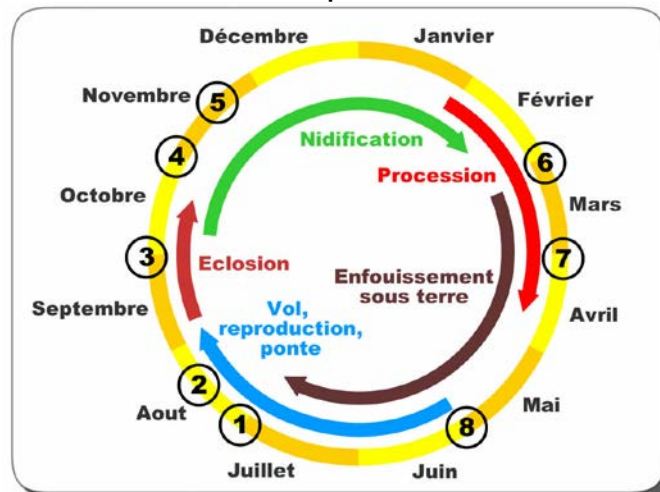 Décembre
Janvier
Novembre
5
Février
4
Nidification
6
Procession
Octobre
Mars
3
Eclosion
7
Enfouissement
sous terre
Septembre
Vol,
reproduction,
ponte
Avril
2
Aout
1
8
Mai
Juillet
Juin